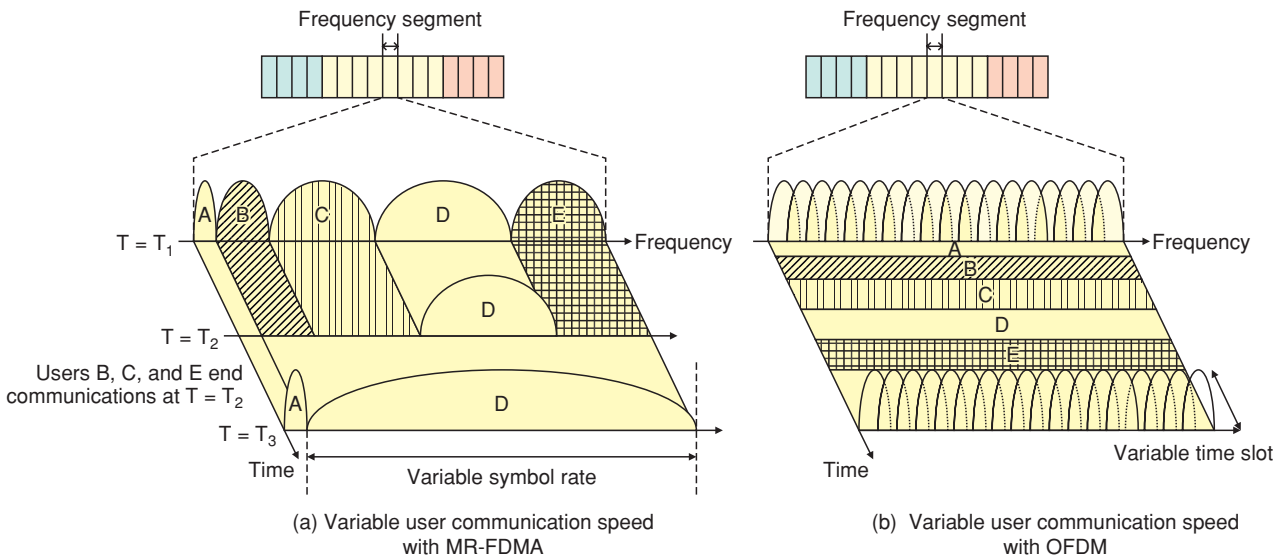 Frequency segment
A
B
C
D
E
T = T1
Frequency
D
T = T2
Users B, C, and E end
communications at T = T2
A
D
T = T3
Time
Variable symbol rate
(a) Variable user communication speed
with MR-FDMA
Frequency segment
Frequency
A
B
C
D
E
Time
Variable time slot
(b) Variable user communication speed
with OFDM